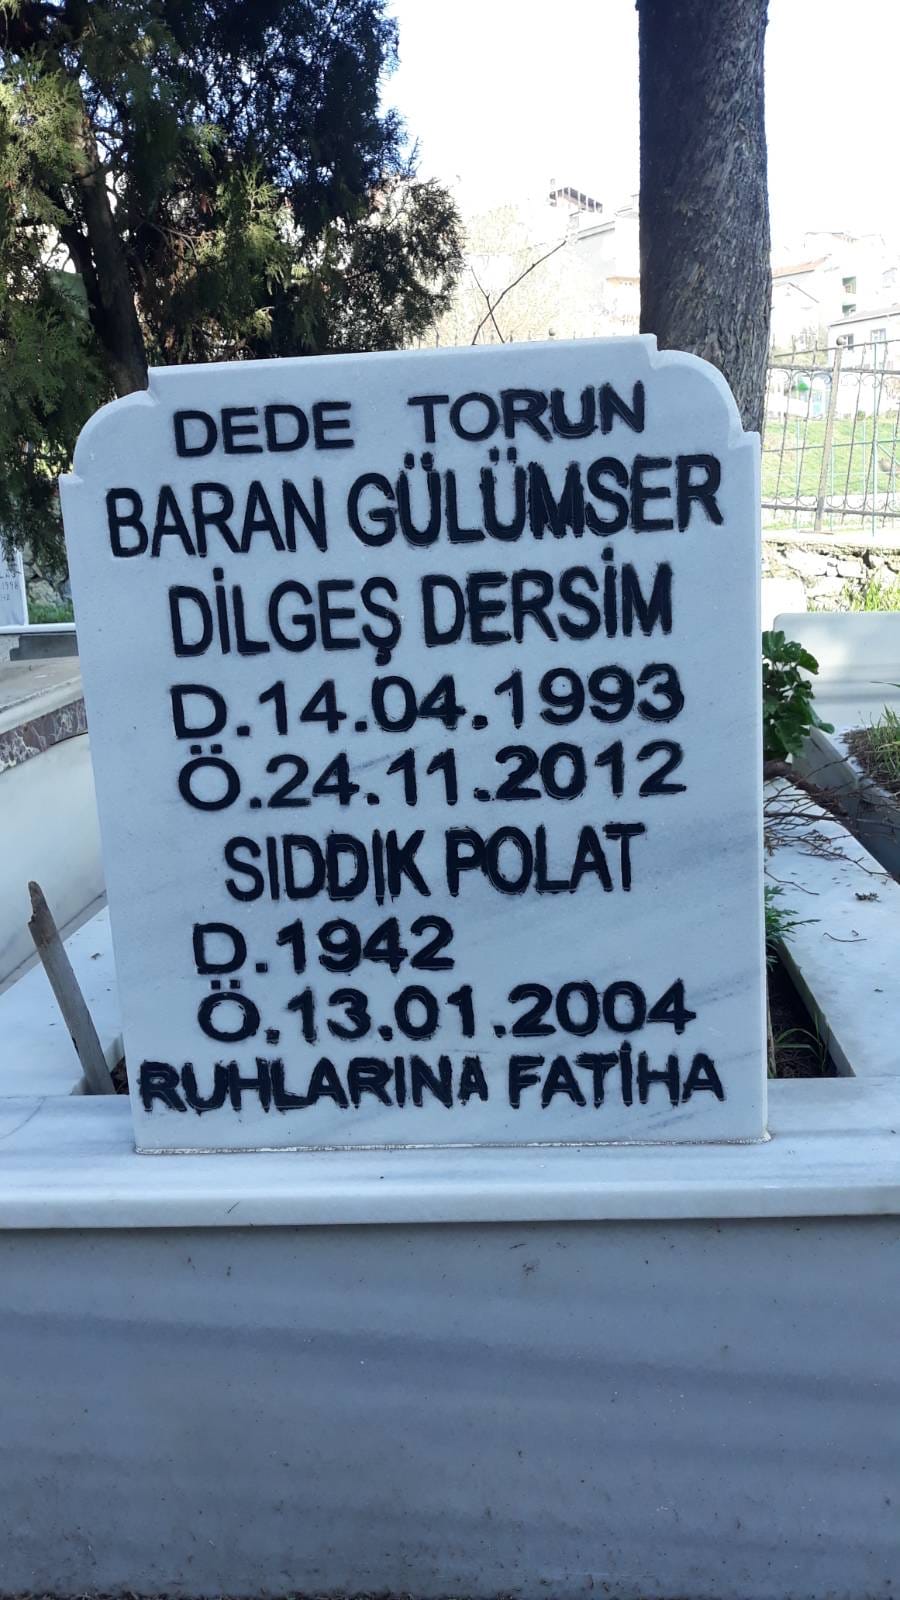 DEDE TORUN
BARAN GÜLÜMSER
DİLGEŞ DERSİM
D.14.04.1993
Ö.24.11.2012
SIDDIK POLAT
D.1942
Ö.13.01.2004
RUHLARINA FATİHA